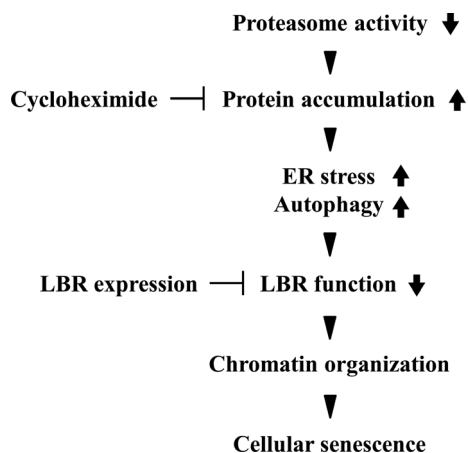 Proteasome activity
Cycloheximide
Protein accumulation
ER stress
Autophagy
LBR expression
LBR function
Chromatin organization
Cellular senescence